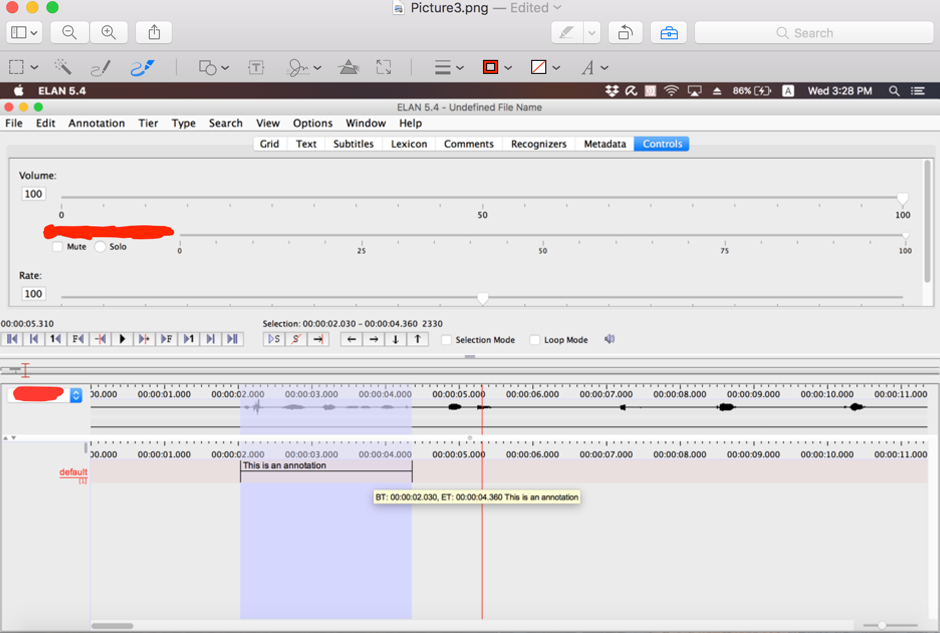 Picture3.png — Edited
Search
A
ELAN 5.4
86%
A
Wed 3:28 PM
ELAN 5.4 - Undefined File Name
File Edit Annotation Tier Type Search View Options Window Help
Grid Text Subtitles Lexicon Comments Recognizers Metadata Controls
Volume:
100
0 50 100
Mute Solo
0 25 50 75 100
Rate:
100
00:00:05.310
Selection: 00:00:02.030 - 00:00:04.360 2330
Selection Mode
Loop Mode
00.000 00:00:01.000 00:00:02.000 00:00:03.000 00:00:04.000 00:00:05.000 00:00:06.000 00:00:07.000 00:00:08.000 00:00:09.000 00:00:10.000 00:00:11.000
00.000 00:00:01.000 00:00:02.000 00:00:03.000 00:00:04.000 00:00:05.000 00:00:06.000 00:00:07.000 00:00:08.000 00:00:09.000 00:00:10.000 00:00:11.000
This is an annotation
default
[1]
BT: 00:00:02.030, ET: 00:00:04.360 This is an annotation